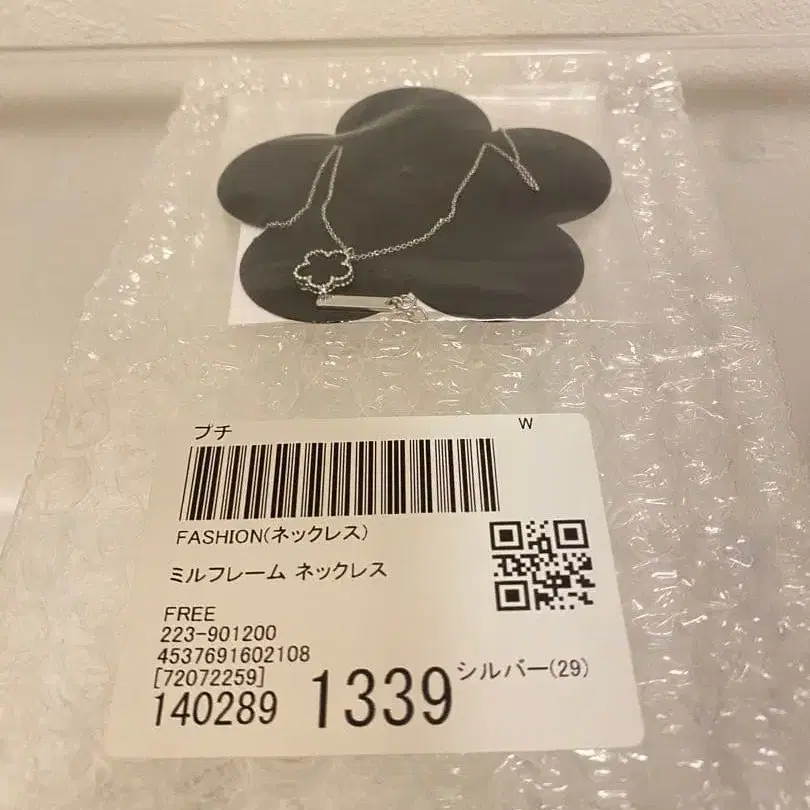 プチ
W
FASHION(ネックレス)
ミルフレーム ネックレス
FREE
223-901200
4537691602108
[72072259]
140289 1339 シルバー(29)